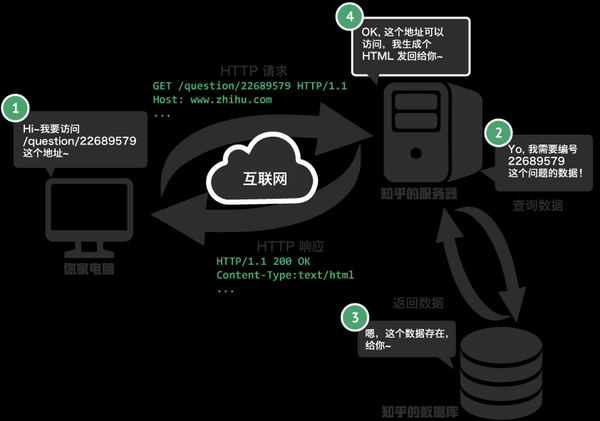 4
OK, 这个地址可以
访问，我生成个
HTML 发回给你~
HTTP 请求
GET /question/22689579 HTTP/1.1
Host: www.zhihu.com
...
1
Hi~我要访问
/question/22689579
这个地址~
2
Yo, 我需要编号
22689579
这个问题的数据！
互联网
知乎的服务器
查询数据
你家电脑
HTTP 响应
HTTP/1.1 200 OK
Content-Type:text/html
...
返回数据
3
嗯，这个数据存在，
给你~
知乎的数据库